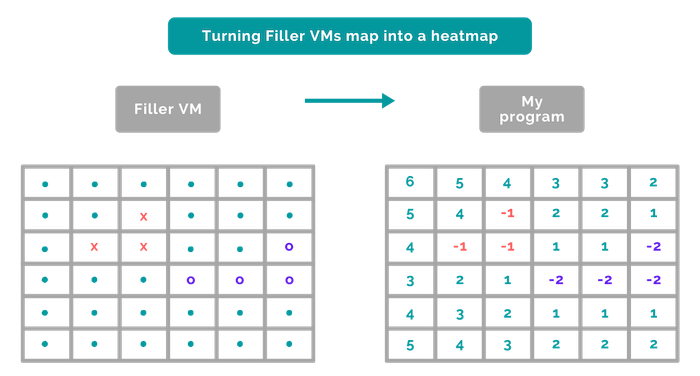 Turning Filler VMs map into a heatmap
Filler VM
My
program
• • • • • •
• • x • • •
• x x • • o
• • • o o o
• • • • • •
• • • • • •
6 5 4 3 3 2
5 4 -1 2 2 1
4 -1 -1 1 1 -2
3 2 1 -2 -2 -2
4 3 2 1 1 1
5 4 3 2 2 2